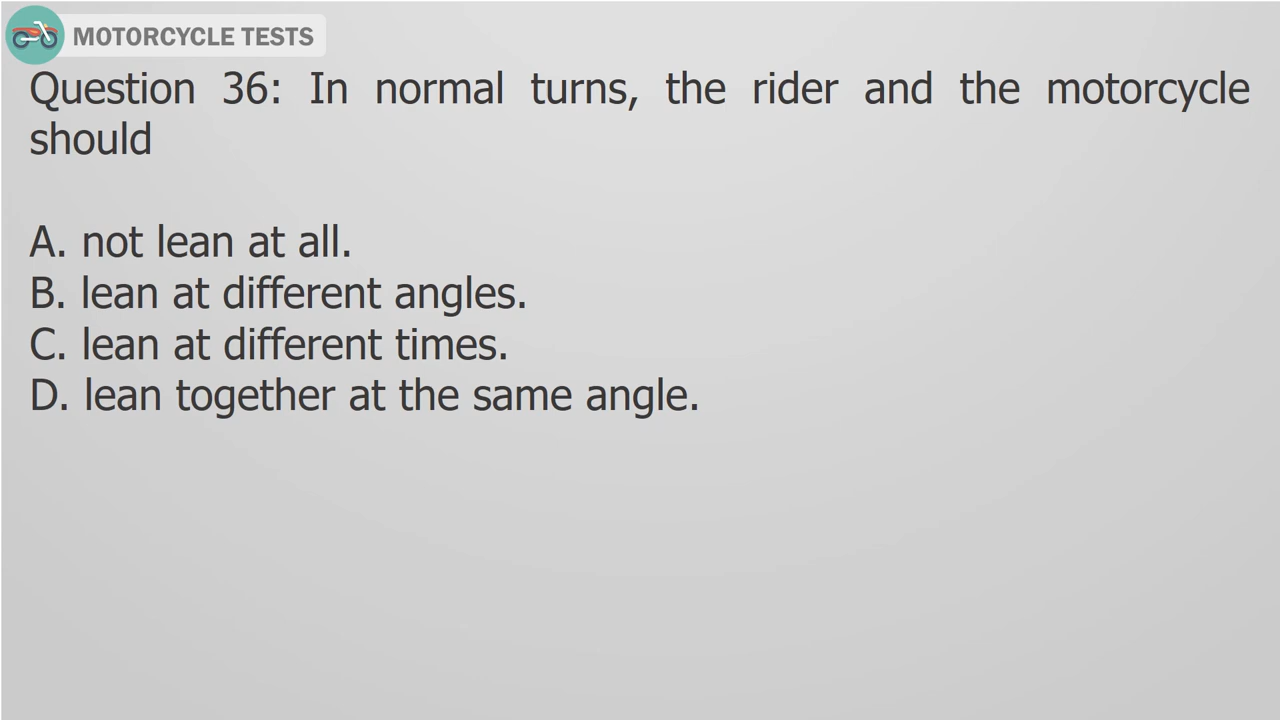 MOTORCYCLE TESTS
Question 36: In normal turns, the rider and the motorcycle
should
A. not lean at all.
B. lean at different angles.
C. lean at different times.
D. lean together at the same angle.